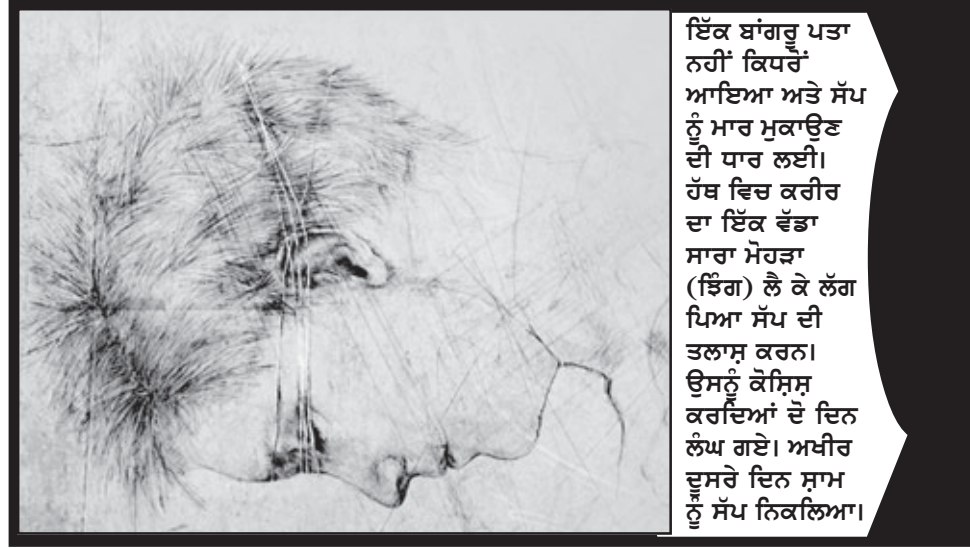 ਇੱਕ ਬਾਂਗਰੂ ਪਤਾ
ਨਹੀਂ ਕਿਧਰੋਂ
ਆਇਆ ਅਤੇ ਸੱਪ
ਨੂੰ ਮਾਰ ਮੁਕਾਉਣ
ਦੀ ਧਾਰ ਲਈ।
ਹੱਥ ਵਿਚ ਕਰੀਰ
ਦਾ ਇੱਕ ਵੱਡਾ
ਸਾਰਾ ਮੋਹੜਾ
(ਝਿੰਗ) ਲੈ ਕੇ ਲੱਗ
ਪਿਆ ਸੱਪ ਦੀ
ਤਲਾਸ਼ ਕਰਨ।
ਉਸਨੂੰ ਕੋਸ਼ਿਸ਼
ਕਰਦਿਆਂ ਦੋ ਦਿਨ
ਲੰਘ ਗਏ। ਅਖੀਰ
ਦੂਸਰੇ ਦਿਨ ਸ਼ਾਮ
ਨੂੰ ਸੱਪ ਨਿਕਲਿਆ।